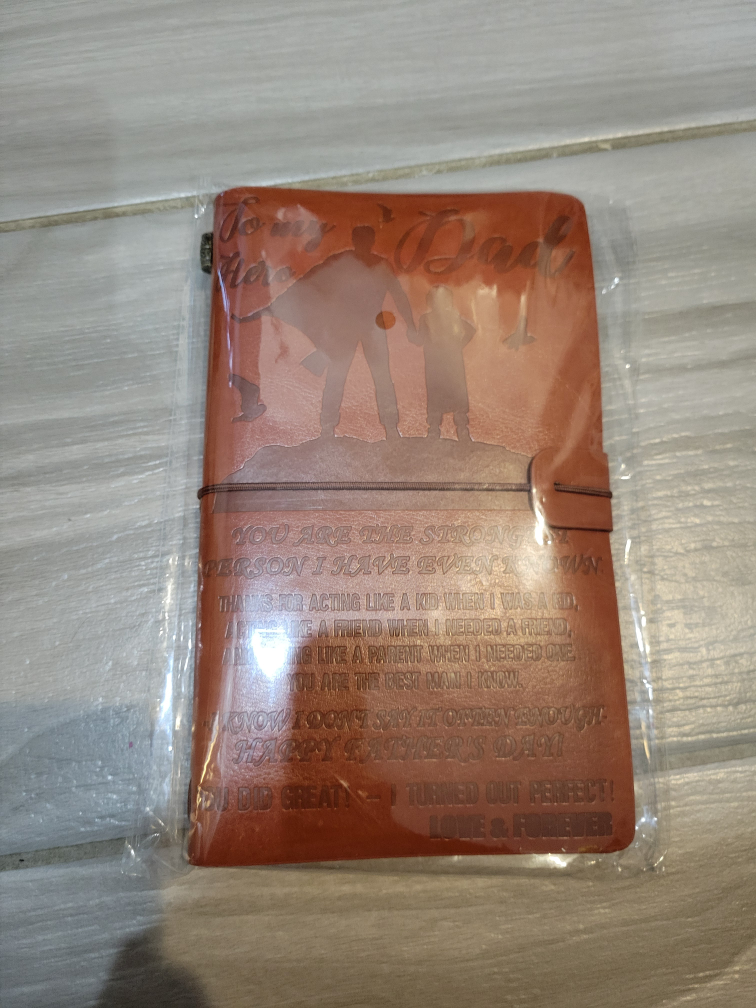 To my Dad
Hero
YOU ARE THE STRONGEST
PERSON I HAVE EVEN KNOWN
THANKS FOR ACTING LIKE A KID WHEN I WAS A KID,
LIKE A FRIEND WHEN I NEEDED A FRIEND,
LIKE A PARENT WHEN I NEEDED ONE.
YOU ARE THE BEST MAN I KNOW.
I KNOW I DON'T SAY IT OFTEN ENOUGH-
HAPPY FATHER'S DAY!
YOU DID GREAT! – I TURNED OUT PERFECT!
LOVE & FOREVER